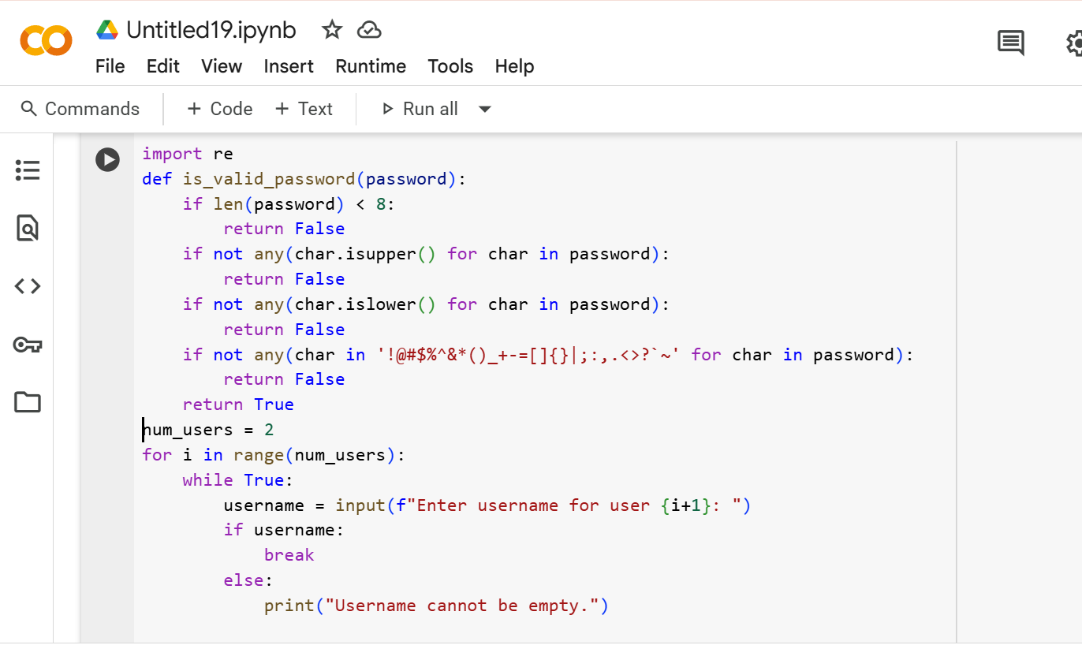 Untitled19.ipynb
File Edit View Insert Runtime Tools Help
Commands + Code + Text Run all
import re
def is_valid_password(password):
    if len(password) < 8:
        return False
    if not any(char.isupper() for char in password):
        return False
    if not any(char.islower() for char in password):
        return False
    if not any(char in '!@#$%^&*()_+-=[]{}|;:,.<>?`~' for char in password):
        return False
    return True
num_users = 2
for i in range(num_users):
    while True:
        username = input(f"Enter username for user {i+1}: ")
        if username:
            break
        else:
            print("Username cannot be empty.")